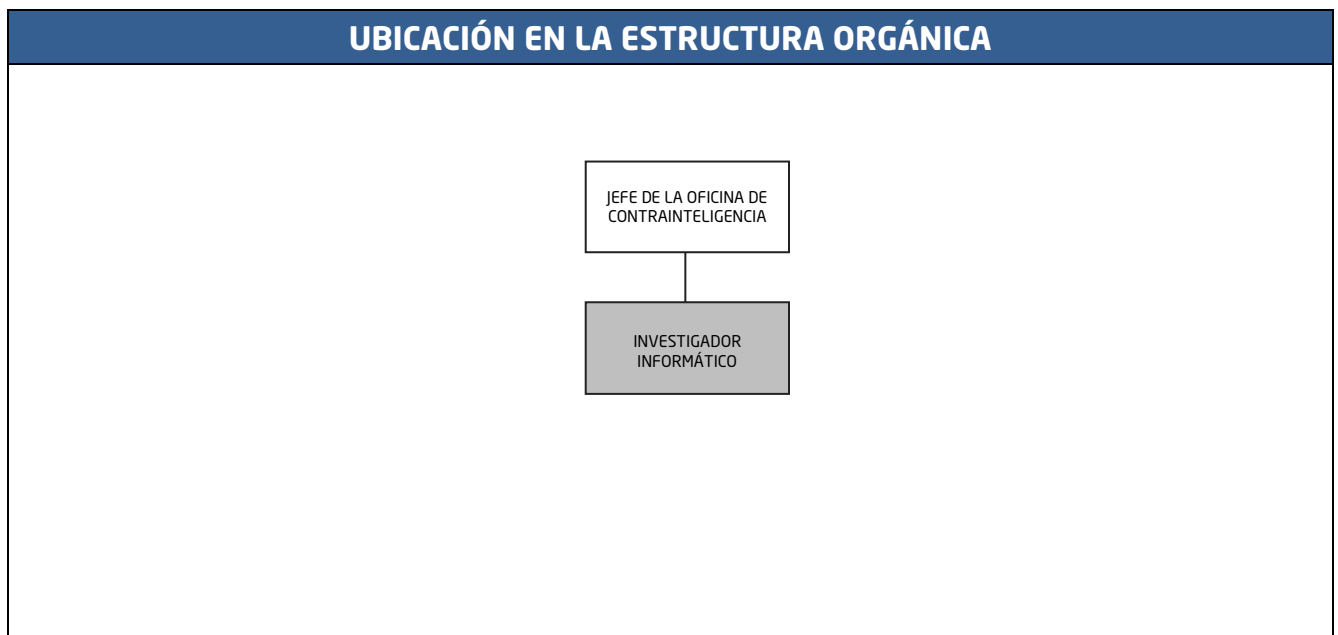 UBICACIÓN EN LA ESTRUCTURA ORGÁNICA
JEFE DE LA OFICINA DE
CONTRAINTELIGENCIA
INVESTIGADOR
INFORMÁTICO